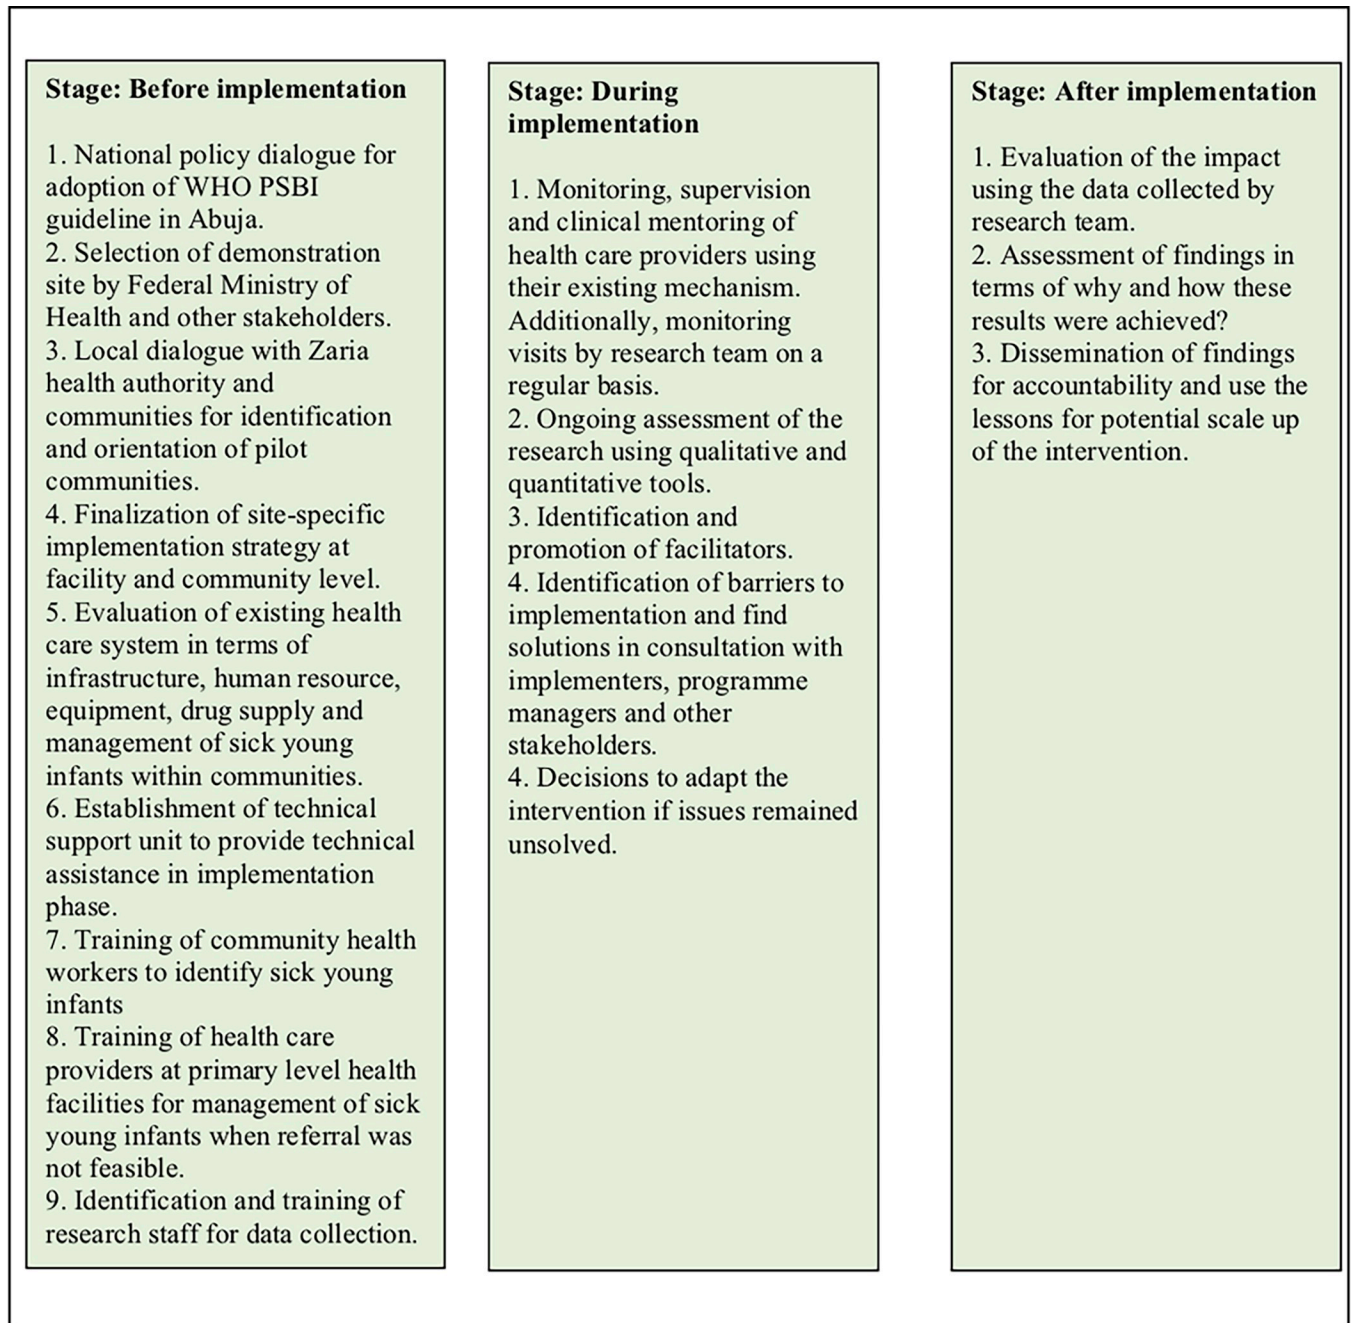 Stage: Before implementation
1. National policy dialogue for
adoption of WHO PSBI
guideline in Abuja.
2. Selection of demonstration
site by Federal Ministry of
Health and other stakeholders.
3. Local dialogue with Zaria
health authority and
communities for identification
and orientation of pilot
communities.
4. Finalization of site-specific
implementation strategy at
facility and community level.
5. Evaluation of existing health
care system in terms of
infrastructure, human resource,
equipment, drug supply and
management of sick young
infants within communities.
6. Establishment of technical
support unit to provide technical
assistance in implementation
phase.
7. Training of community health
workers to identify sick young
infants
8. Training of health care
providers at primary level health
facilities for management of sick
young infants when referral was
not feasible.
9. Identification and training of
research staff for data collection.
Stage: During
implementation
1. Monitoring, supervision
and clinical mentoring of
health care providers using
their existing mechanism.
Additionally, monitoring
visits by research team on a
regular basis.
2. Ongoing assessment of the
research using qualitative and
quantitative tools.
3. Identification and
promotion of facilitators.
4. Identification of barriers to
implementation and find
solutions in consultation with
implementers, programme
managers and other
stakeholders.
4. Decisions to adapt the
intervention if issues remained
unsolved.
Stage: After implementation
1. Evaluation of the impact
using the data collected by
research team.
2. Assessment of findings in
terms of why and how these
results were achieved?
3. Dissemination of findings
for accountability and use the
lessons for potential scale up
of the intervention.